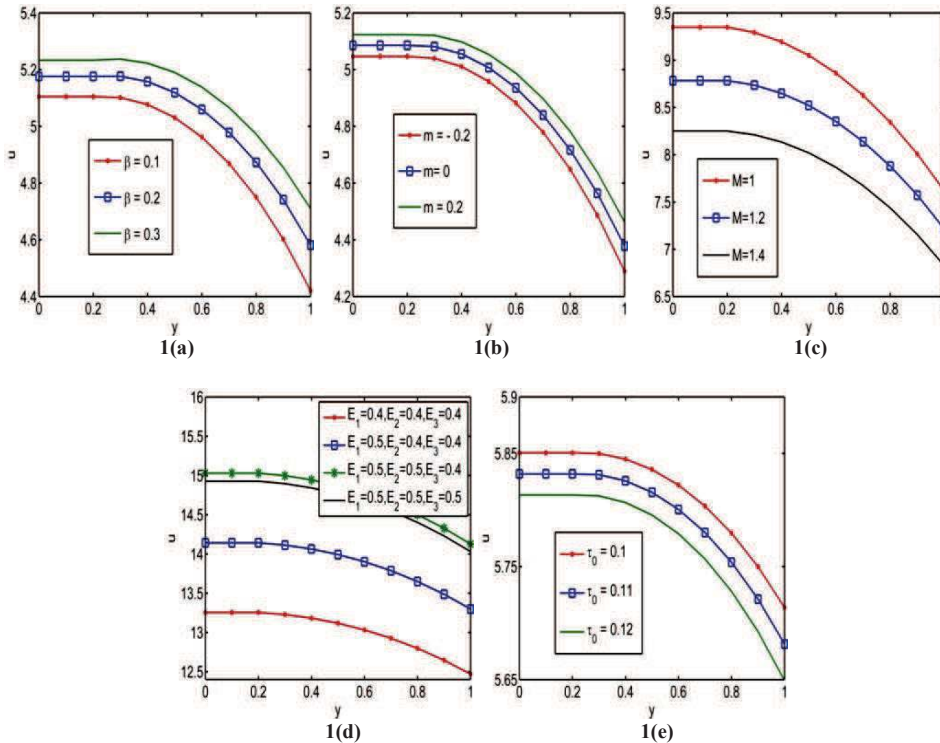 5.4
5.2
5
4.8
4.6
4.4
u
0 0.2 0.4 0.6 0.8 1
y
β = 0.1
β = 0.2
β = 0.3
1(a)
5.2
5
4.8
4.6
4.4
4.2
u
0 0.2 0.4 0.6 0.8 1
y
m = - 0.2
m= 0
m = 0.2
1(b)
9.5
9
8.5
8
7.5
7
6.5
u
0 0.2 0.4 0.6 0.8
y
M=1
M=1.2
M=1.4
1(c)
16
15.5
15
14.5
14
13.5
13
12.5
u
0 0.2 0.4 0.6 0.8 1
y
E₁=0.4,E₂=0.4,E₃=0.4
E₁=0.5,E₂=0.4,E₃=0.4
E₁=0.5,E₂=0.5,E₃=0.4
E₁=0.5,E₂=0.5,E₃=0.5
1(d)
5.9
5.85
5.75
5.65
u
0 0.2 0.4 0.6 0.8 1
y
τ₀ = 0.1
τ₀ = 0.11
τ₀ = 0.12
1(e)